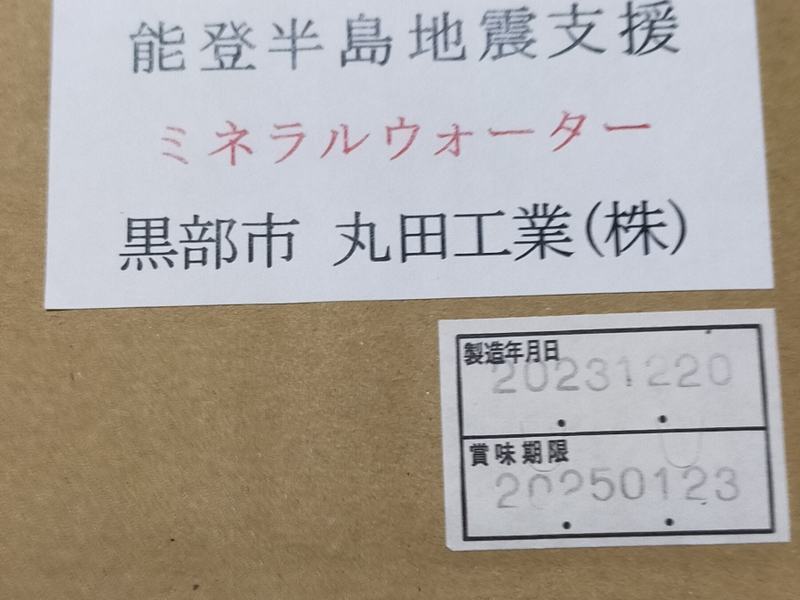 能登半島地震支援
ミネラルウォーター
黒部市 丸田工業(株)
製造年月日
20231220
賞味期限
20250123